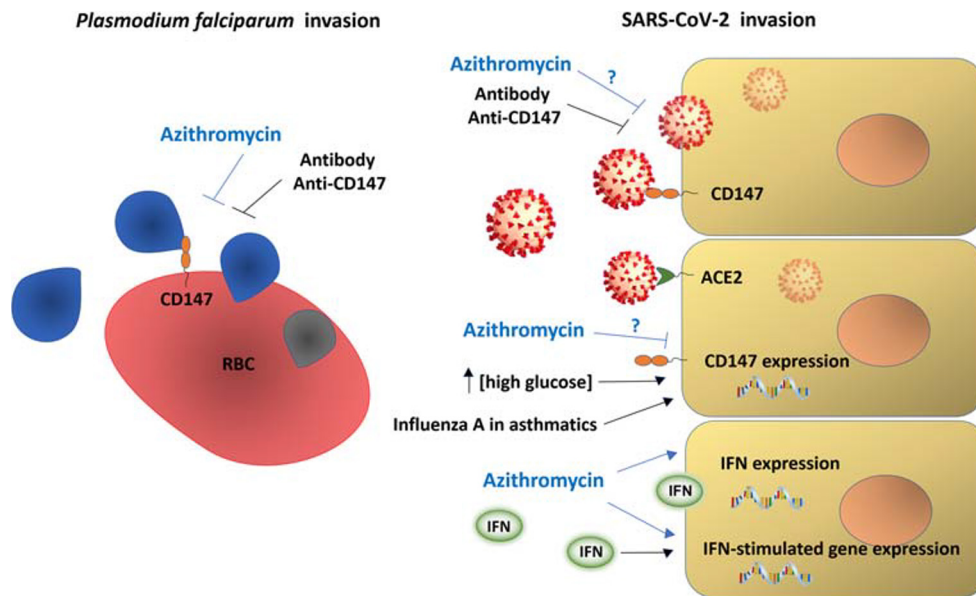 Plasmodium falciparum invasion
Azithromycin
Antibody
Anti-CD147
CD147
RBC
SARS-CoV-2 invasion
Azithromycin
?
Antibody
Anti-CD147
CD147
ACE2
Azithromycin
?
CD147 expression
[high glucose]
Influenza A in asthmatics
Azithromycin
IFN expression
IFN
IFN
IFN
IFN-stimulated gene expression